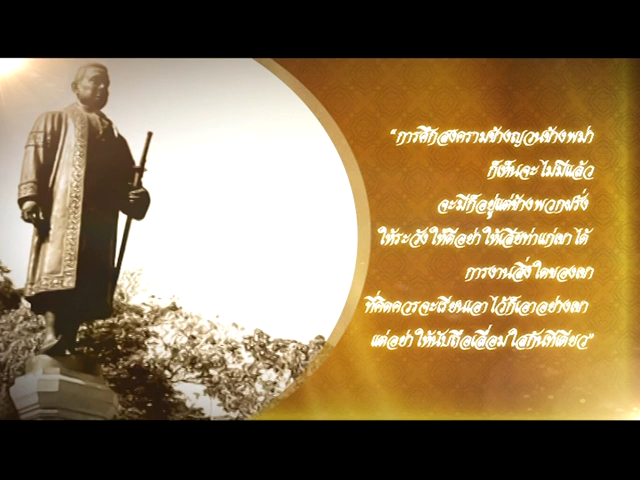 “การศึกสงครามข้างญวนข้างพม่า
ก็เห็นจะไม่มีแล้ว
จะมีก็อยู่แต่ข้างพวกฝรั่ง
ให้ระวังให้ดีอย่าให้เสียท่าแก่เขาได้
การงานสิ่งใดของเขา
ที่คิดควรจะเรียนเอาไว้ก็เอาอย่างเขา
แต่อย่าให้นับถือเลื่อมใสกันทีเดียว”